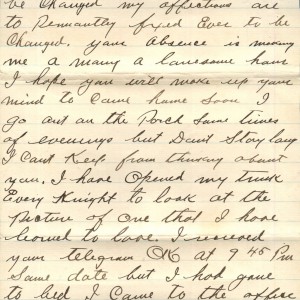 be Changed my affections are
to Permantly fixed Ever to be
Changed, your absence is
me a many a lonesome hour
I hope you will make up your
mind to Came home Soon I
go out on the Porch Some times
of evenings but Dont Stay long
I Cant Keep from thinking about
you. I have Opened my trunk
Every Knight to look at the
Picture of One that I have
learned to love. I received
your telegram OK at 9 45 Pm
Same date but I had gone
to bed I Came to the office